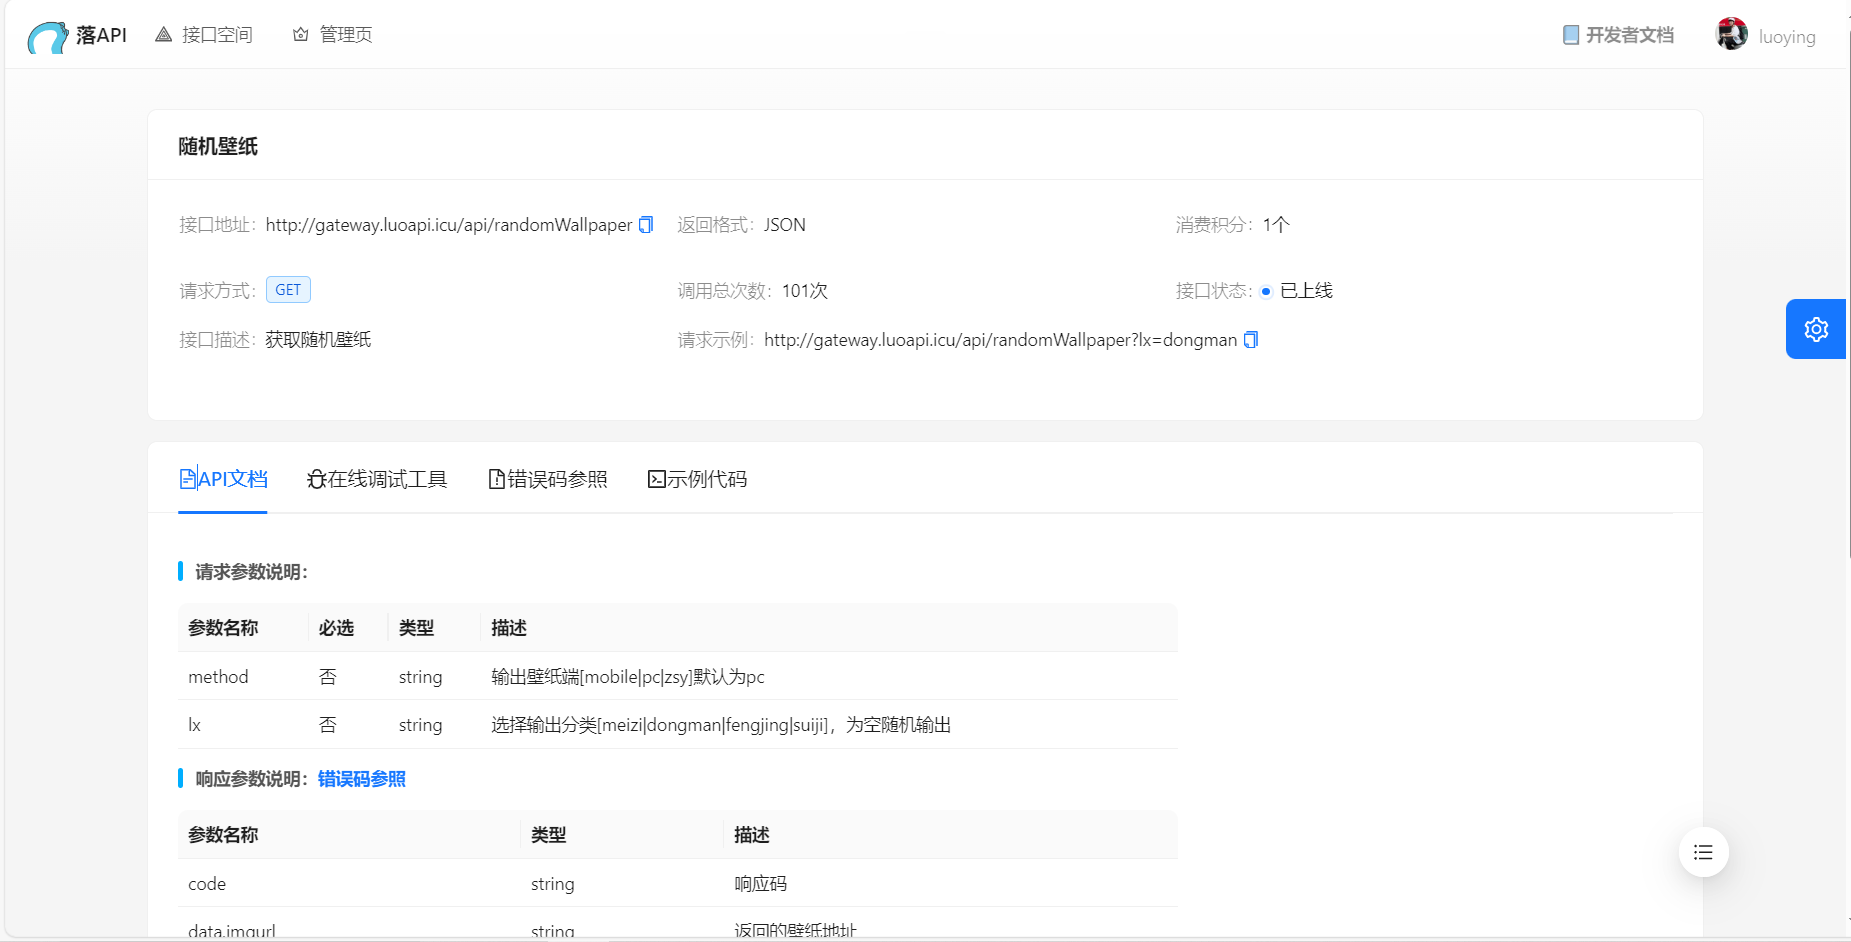 落API 接口空间 管理页 开发者文档 luoying
随机壁纸
接口地址: http://gateway.luoapi.icu/api/randomWallpaper 返回格式: JSON 消费积分: 1个
请求方式: GET 调用总次数: 101次 接口状态: 已上线
接口描述: 获取随机壁纸 请求示例: http://gateway.luoapi.icu/api/randomWallpaper?lx=dongman
API文档 在线调试工具 错误码参照 示例代码
请求参数说明:
参数名称 必选 类型 描述
method 否 string 输出壁纸端[mobile|pc|zsy]默认为pc
lx 否 string 选择输出分类[meizi|dongman|fengjing|suiji]，为空随机输出
响应参数说明: 错误码参照
参数名称 类型 描述
code string 响应码
data.imgurl string 返回的壁纸地址